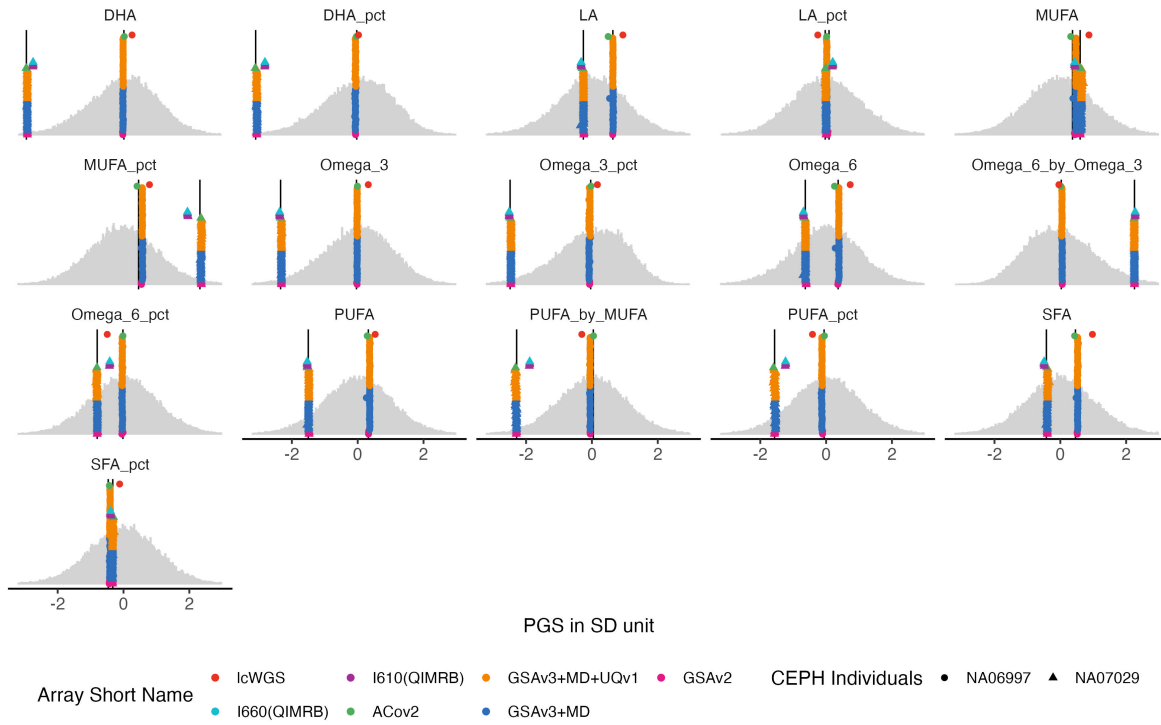 DHA DHA_pct LA LA_pct MUFA
MUFA_pct Omega_3 Omega_3_pct Omega_6 Omega_6_by_Omega_3
Omega_6_pct PUFA PUFA_by_MUFA PUFA_pct SFA
-2 0 2 -2 0 2 -2 0 2 -2 0 2
SFA_pct
-2 0 2
PGS in SD unit
Array Short Name
lcWGS I610(QIMRB) GSAv3+MD+UQv1 GSAv2
I660(QIMRB) ACov2 GSAv3+MD
CEPH Individuals NA06997 NA07029